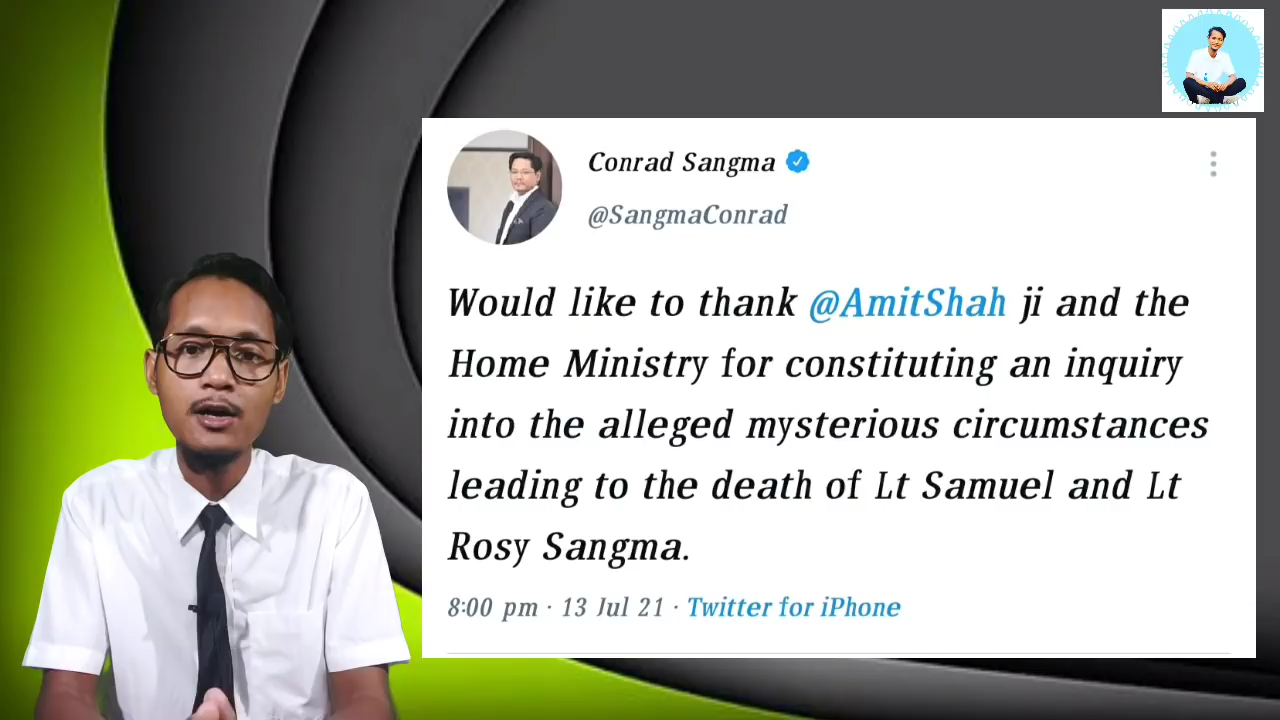 Conrad Sangma
@SangmaConrad
Would like to thank @AmitShah ji and the
Home Ministry for constituting an inquiry
into the alleged mysterious circumstances
leading to the death of Lt Samuel and Lt
Rosy Sangma.
8:00 pm · 13 Jul 21 · Twitter for iPhone